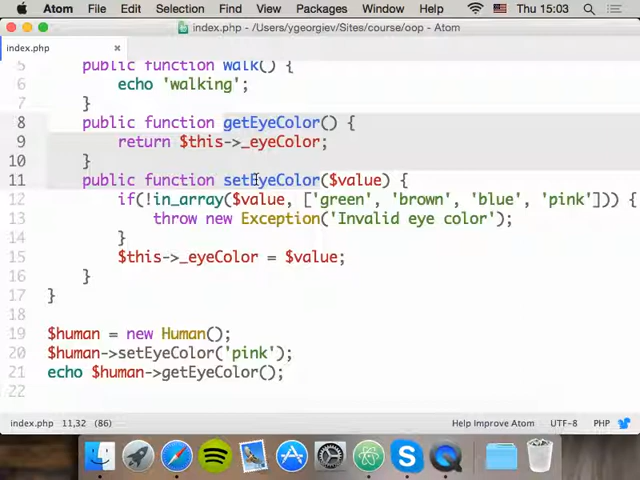 Atom File Edit Selection Find Packages Window Help Thu 15:03
index.php - /Users/ygeorgiev/Sites/course/oop - Atom
index.php
5 public function walk() {
6 echo 'walking';
7 }
8 public function getEyeColor() {
9 return $this->_eyeColor;
10 }
11 public function setEyeColor($value) {
12 if(!in_array($value, ['green', 'brown', 'blue', 'pink'])) {
13 throw new Exception('Invalid eye color');
14 }
15 $this->_eyeColor = $value;
16 }
17 }
18
19 $human = new Human();
20 $human->setEyeColor('pink');
21 echo $human->getEyeColor();
22
index.php 11,32 (86) Help Improve Atom UTF-8 PHP